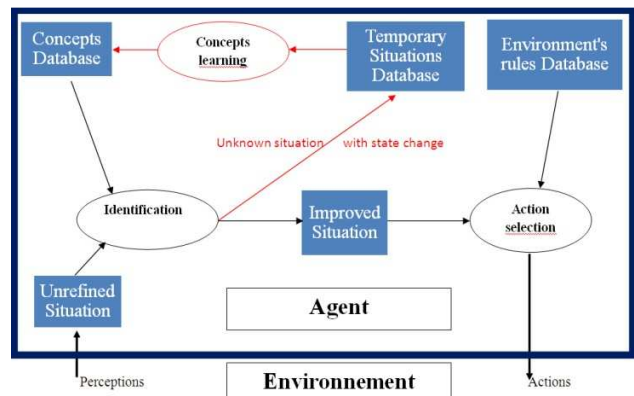 Concepts
Database
Concepts
learning
Temporary
Situations
Database
Environment's
rules Database
Unknown situation with state change
Identification
Improved
Situation
Action
selection
Unrefined
Situation
Agent
Perceptions
Environnement
Actions